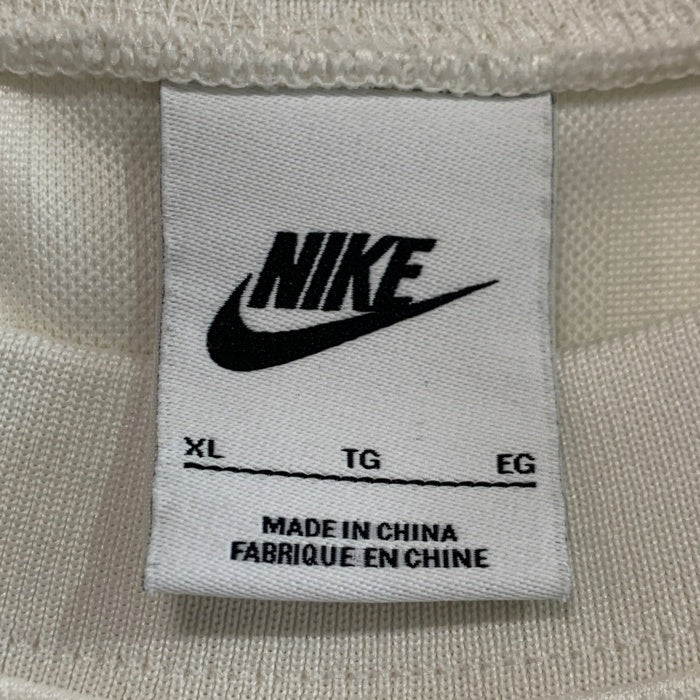 NIKE
XL TG EG
MADE IN CHINA
FABRIQUE EN CHINE